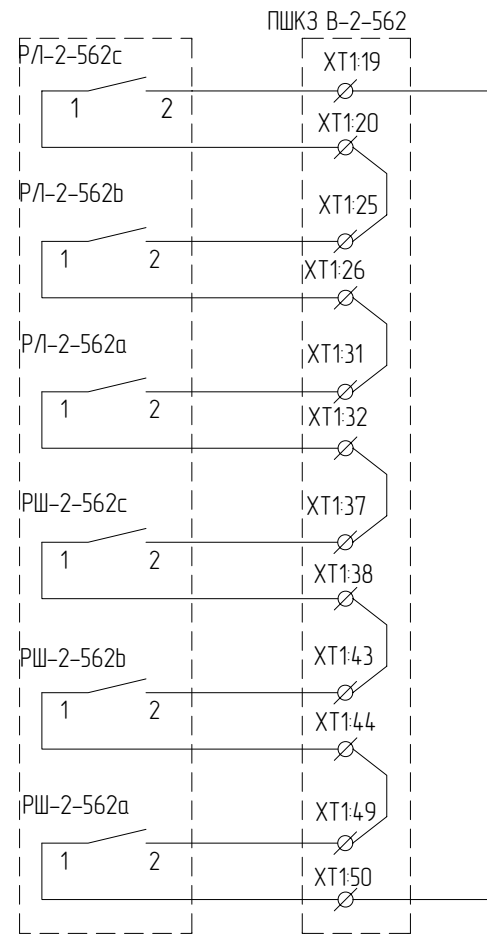 ПШКЗ В-2-562
РЛ-2-562с
ХТ1:19
1 2
ХТ1:20
РЛ-2-562b
ХТ1:25
1 2
ХТ1:26
РЛ-2-562а
ХТ1:31
1 2
ХТ1:32
РШ-2-562с
ХТ1:37
1 2
ХТ1:38
РШ-2-562b
ХТ1:43
1 2
ХТ1:44
РШ-2-562а
ХТ1:49
1 2
ХТ1:50